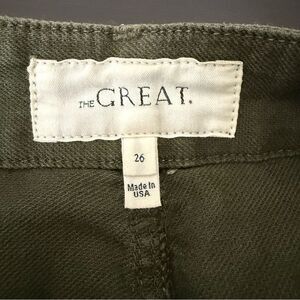 THE GREAT.
26
Made In
USA